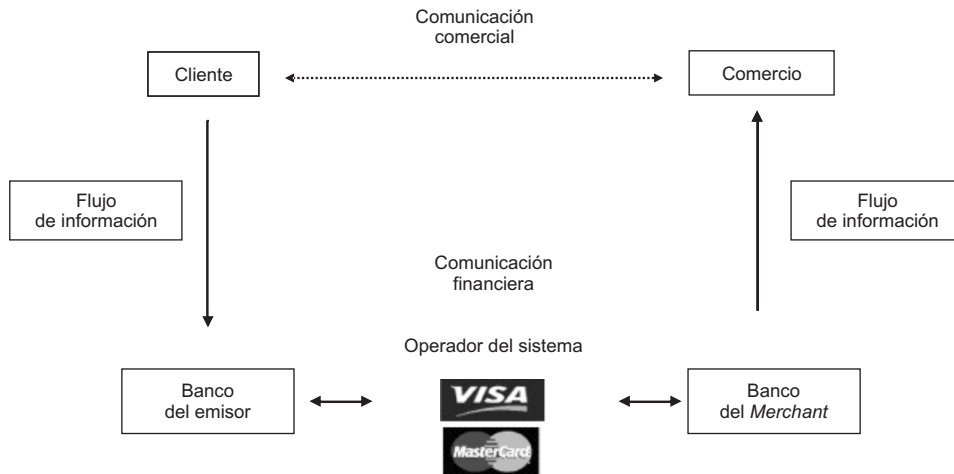 Comunicación
comercial
Cliente
Comercio
Flujo
de información
Flujo
de información
Comunicación
financiera
Operador del sistema
Banco
del emisor
VISA
MasterCard
Banco
del Merchant